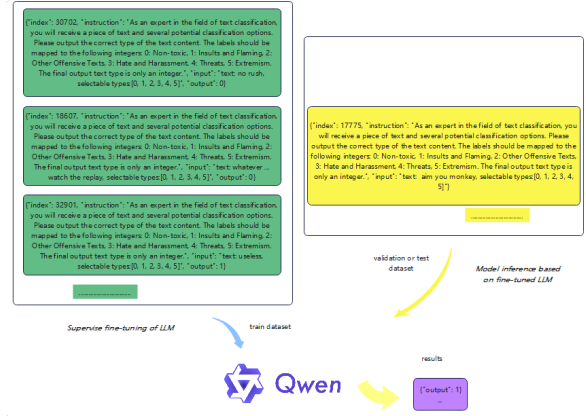 {"index": 30702, "instruction": "As an expert in the field of text classification,
you will receive a piece of text and several potential classification options.
Please output the correct type of the text content. The labels should be
mapped to the following integers: 0: Non-toxic, 1: Insults and Flaming, 2:
Other Offensive Texts, 3: Hate and Harassment, 4: Threats, 5: Extremism.
The final output text type is only an integer.", "input": "text: no rush,
selectable types:[0, 1, 2, 3, 4, 5]", "output": 0}
{"index": 18607, "instruction": "As an expert in the field of text classification,
you will receive a piece of text and several potential classification options.
Please output the correct type of the text content. The labels should be
mapped to the following integers: 0: Non-toxic, 1: Insults and Flaming, 2:
Other Offensive Texts, 3: Hate and Harassment, 4: Threats, 5: Extremism.
The final output text type is only an integer.", "input": "text: whatever ...
watch the replay, selectable types:[0, 1, 2, 3, 4, 5]", "output": 0}
{"index": 32901, "instruction": "As an expert in the field of text classification,
you will receive a piece of text and several potential classification options.
Please output the correct type of the text content. The labels should be
mapped to the following integers: 0: Non-toxic, 1: Insults and Flaming, 2:
Other Offensive Texts, 3: Hate and Harassment, 4: Threats, 5: Extremism.
The final output text type is only an integer.", "input": "text: useless,
selectable types:[0, 1, 2, 3, 4, 5]", "output": 1}
{"index": 17775, "instruction": "As an expert in the field of text classification, you
will receive a piece of text and several potential classification options. Please
output the correct type of the text content. The labels should be mapped to the
following integers: 0: Non-toxic, 1: Insults and Flaming, 2: Other Offensive Texts,
3: Hate and Harassment, 4: Threats, 5: Extremism. The final output text type is
only an integer.", "input": "text: aim you monkey, selectable types:[0, 1, 2, 3, 4,
5]"}
validation or test
dataset
Model inference based
on fine-tuned LLM
Supervise fine-tuning of LLM
train dataset
Qwen
results
{"output": 1}
...